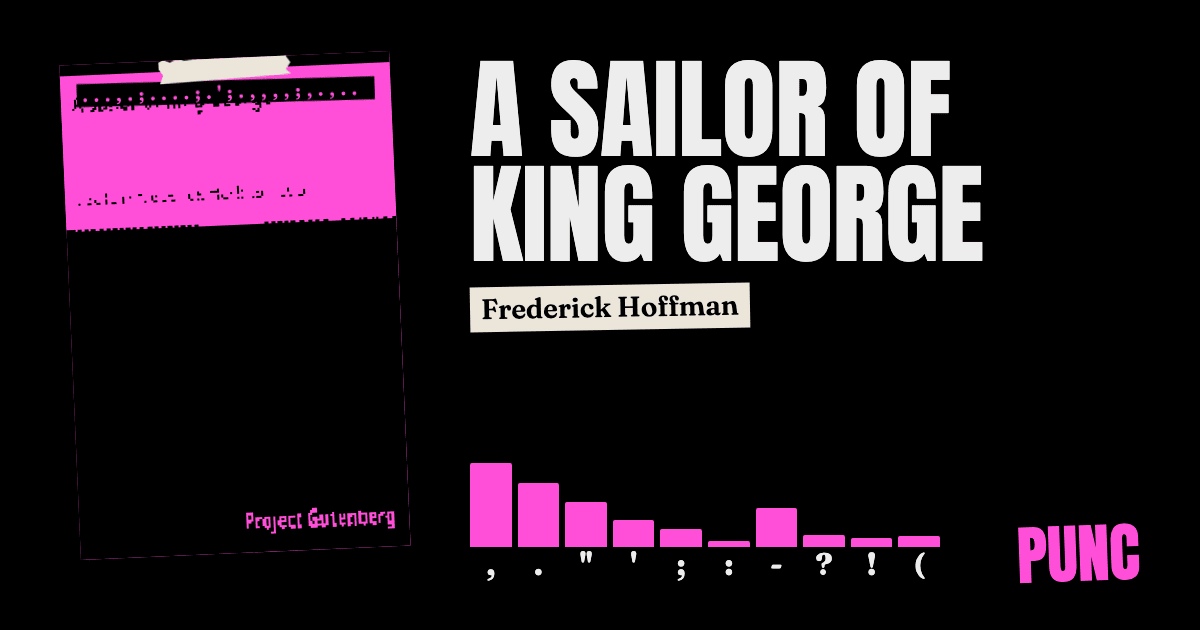 A SAILOR OF
KING GEORGE
Frederick Hoffman
Project Gutenberg
, . " ' ; : - ? ! (
PUNC